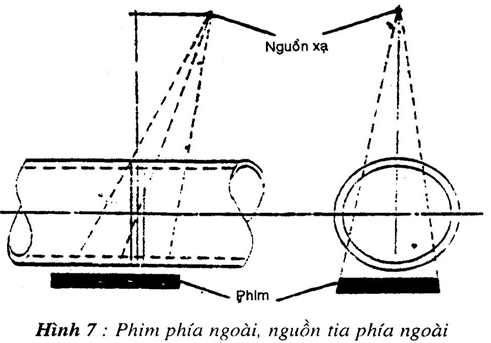 Nguồn xạ
Phim
Hình 7 : Phim phía ngoài, nguồn tia phía ngoài